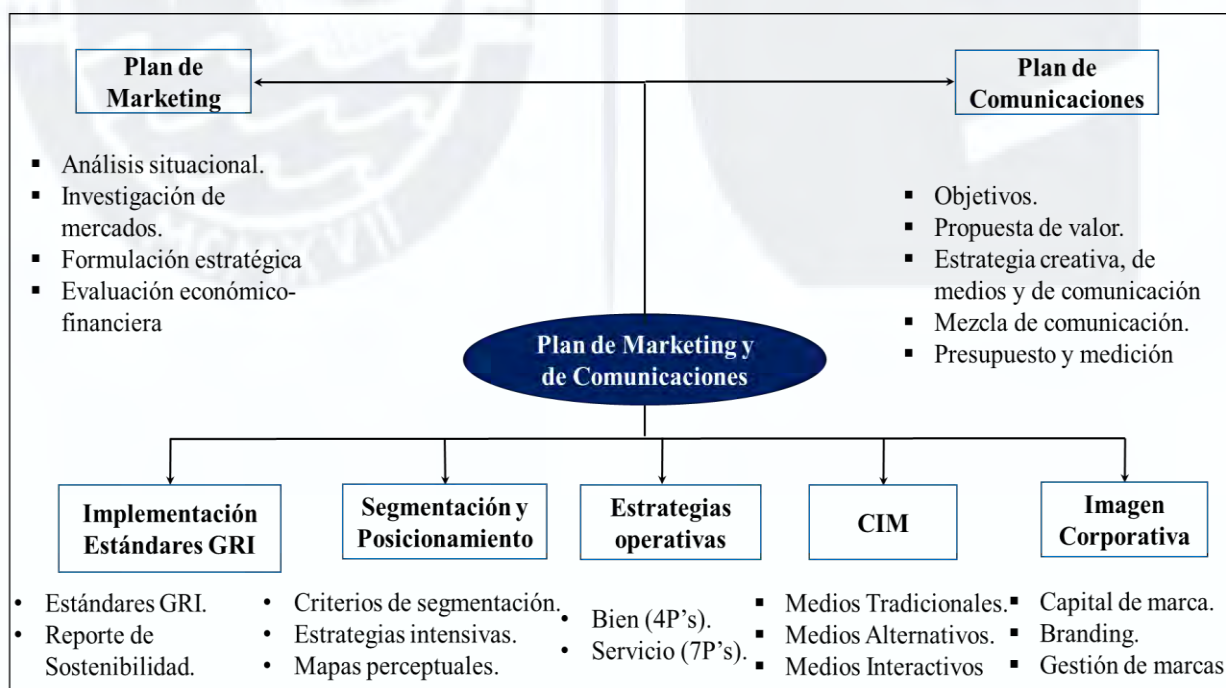 Plan de
Marketing
Plan de
Comunicaciones
▪ Análisis situacional.
▪ Investigación de
mercados.
▪ Formulación estratégica
▪ Evaluación económico-
financiera
▪ Objetivos.
▪ Propuesta de valor.
▪ Estrategia creativa, de
medios y de comunicación
▪ Mezcla de comunicación.
▪ Presupuesto y medición
Plan de Marketing y
de Comunicaciones
Implementación
Estándares GRI
Segmentación y
Posicionamiento
Estrategias
operativas
CIM
Imagen
Corporativa
• Estándares GRI.
• Reporte de
Sostenibilidad.
• Criterios de segmentación.
• Estrategias intensivas.
• Mapas perceptuales.
• Bien (4P’s).
• Servicio (7P’s).
▪ Medios Tradicionales.
▪ Medios Alternativos.
▪ Medios Interactivos
▪ Capital de marca.
▪ Branding.
▪ Gestión de marcas